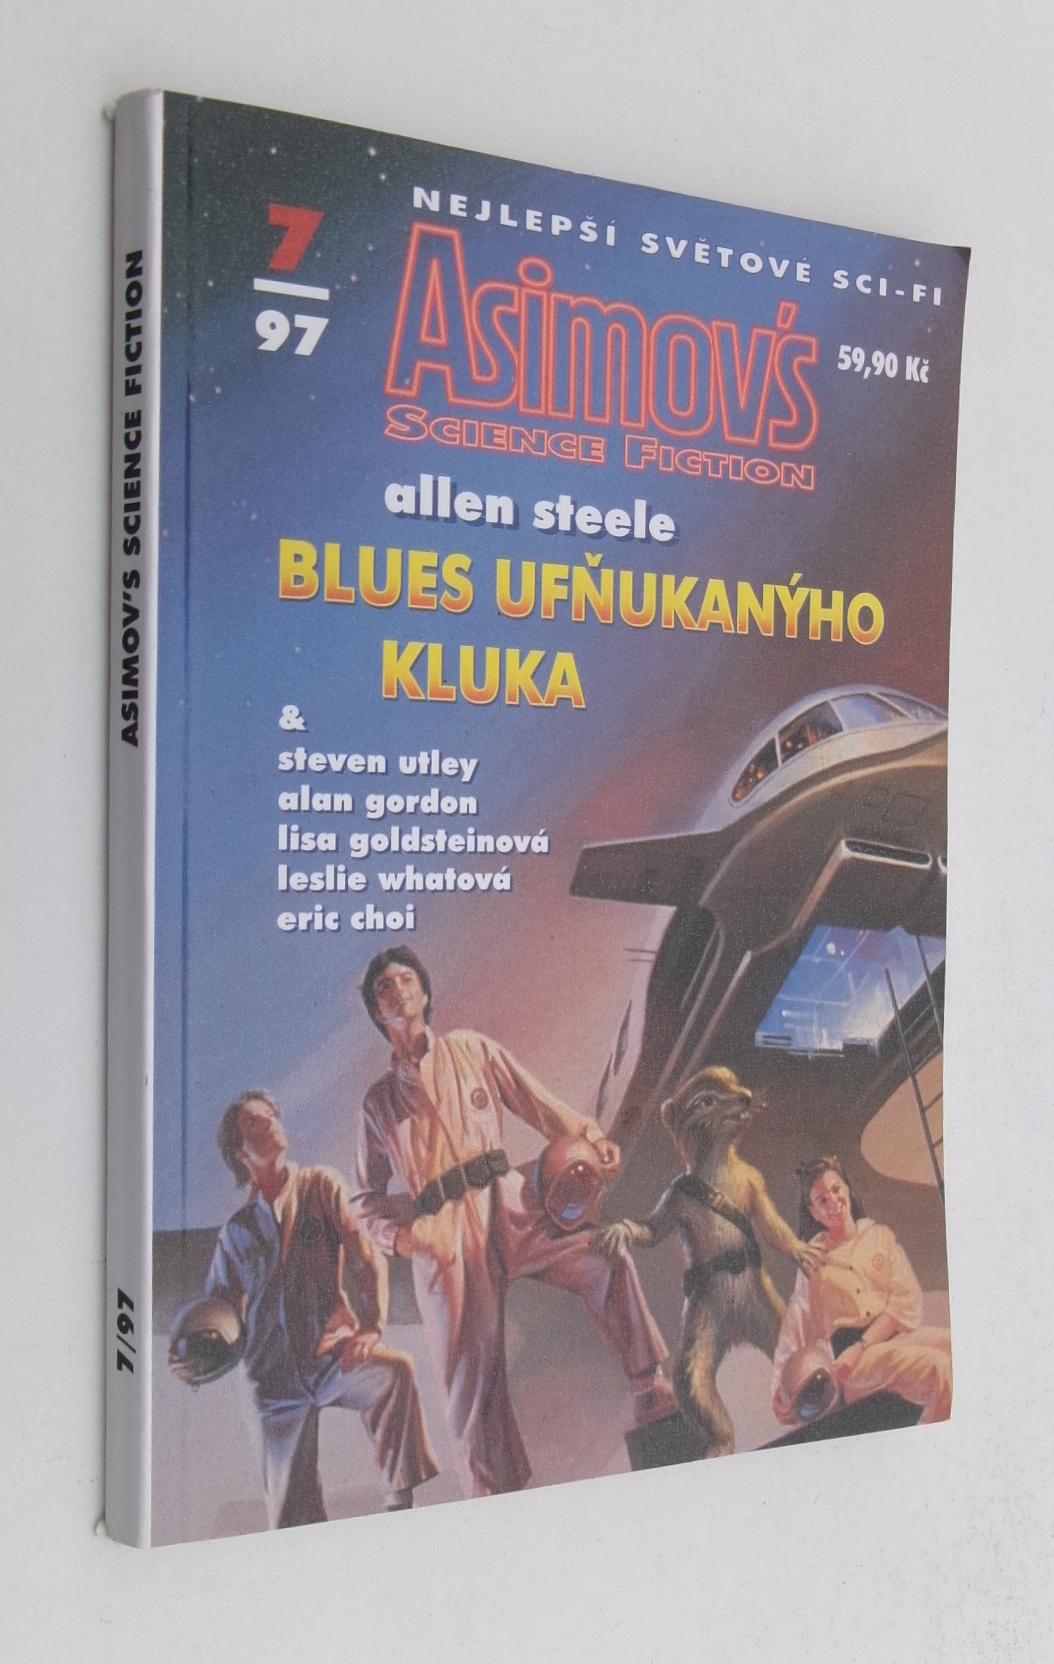 ASIMOV'S SCIENCE FICTION
7/97
7
97
NEJLEPŠÍ SVĚTOVÉ SCI-FI
Asimov's
SCIENCE FICTION
59,90 Kč
allen steele
BLUES UFŇUKANÝHO
KLUKA
&
steven utley
alan gordon
lisa goldsteinová
leslie whatová
eric choi